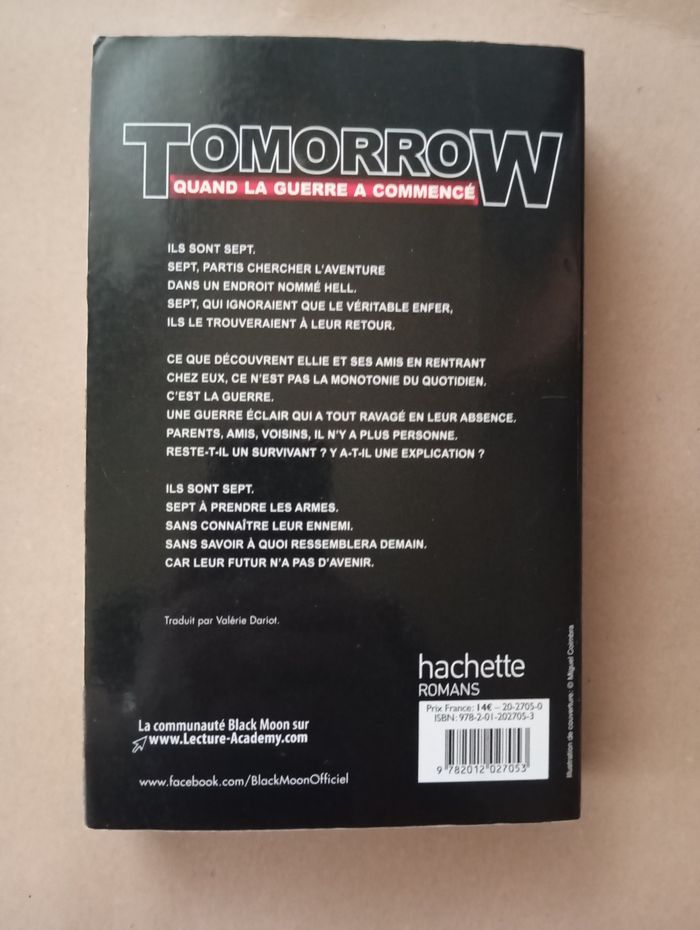 TOMORROW
QUAND LA GUERRE A COMMENCÉ
ILS SONT SEPT.
SEPT, PARTIS CHERCHER L'AVENTURE
DANS UN ENDROIT NOMMÉ HELL.
SEPT, QUI IGNORAIENT QUE LE VÉRITABLE ENFER,
ILS LE TROUVERAIENT À LEUR RETOUR.
CE QUE DÉCOUVRENT ELLIE ET SES AMIS EN RENTRANT
CHEZ EUX, CE N'EST PAS LA MONOTONIE DU QUOTIDIEN.
C'EST LA GUERRE.
UNE GUERRE ÉCLAIR QUI A TOUT RAVAGÉ EN LEUR ABSENCE.
PARENTS, AMIS, VOISINS, IL N'Y A PLUS PERSONNE.
RESTE-T-IL UN SURVIVANT ? Y A-T-IL UNE EXPLICATION ?
ILS SONT SEPT.
SEPT À PRENDRE LES ARMES.
SANS CONNAÎTRE LEUR ENNEMI.
SANS SAVOIR À QUOI RESSEMBLERA DEMAIN.
CAR LEUR FUTUR N'A PAS D'AVENIR.
Traduit par Valérie Dariot.
La communauté Black Moon sur
www.Lecture-Academy.com
www.facebook.com/BlackMoonOfficiel
hachette
ROMANS
Prix France: 14€ – 20-2705-0
ISBN: 978-2-01-202705-3
9 782012 027053
Illustration de couverture: © Miguel Coimbra